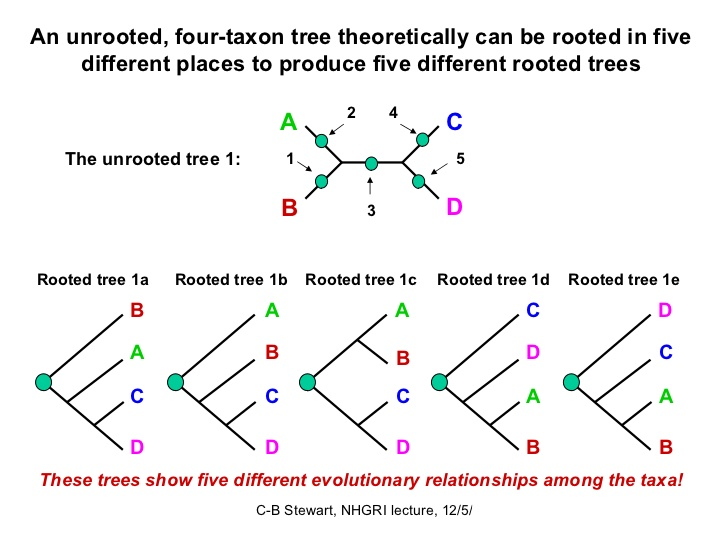 An unrooted, four-taxon tree theoretically can be rooted in five
different places to produce five different rooted trees
A
2
4
C
The unrooted tree 1:
1
5
B
3
D
Rooted tree 1a
Rooted tree 1b
Rooted tree 1c
Rooted tree 1d
Rooted tree 1e
B
A
C
D
A
B
C
D
A
B
C
D
C
D
A
B
D
C
A
B
These trees show five different evolutionary relationships among the taxa!
C-B Stewart, NHGRI lecture, 12/5/